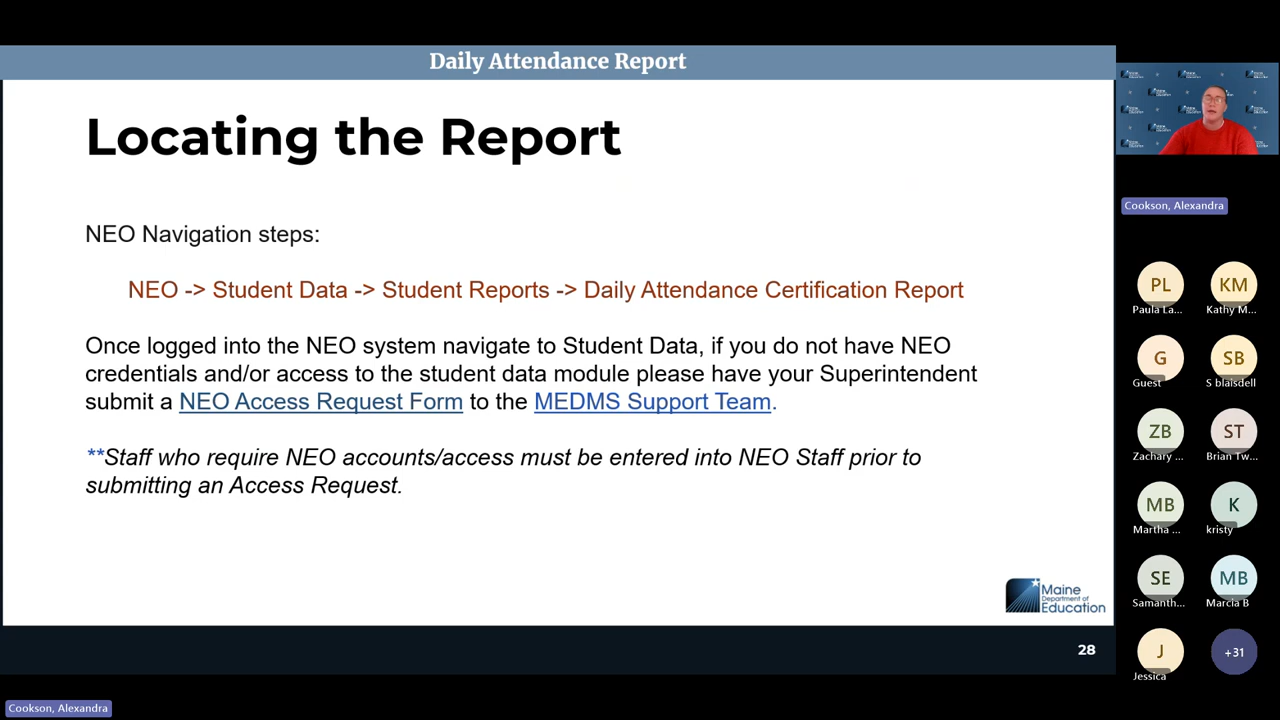 Daily Attendance Report
Locating the Report
NEO Navigation steps:
NEO -> Student Data -> Student Reports -> Daily Attendance Certification Report
Once logged into the NEO system navigate to Student Data, if you do not have NEO
credentials and/or access to the student data module please have your Superintendent
submit a NEO Access Request Form to the MEDMS Support Team.
**Staff who require NEO accounts/access must be entered into NEO Staff prior to
submitting an Access Request.
Maine
Department of
Education
28
Cookson, Alexandra
Cookson, Alexandra
PL
KM
Paula La...
Kathy M...
G
SB
Guest
S blaisdell
ZB
ST
Zachary ...
Brian Tw...
MB
K
Martha ...
kristy
SE
MB
Samanth...
Marcia B
J
+31
Jessica